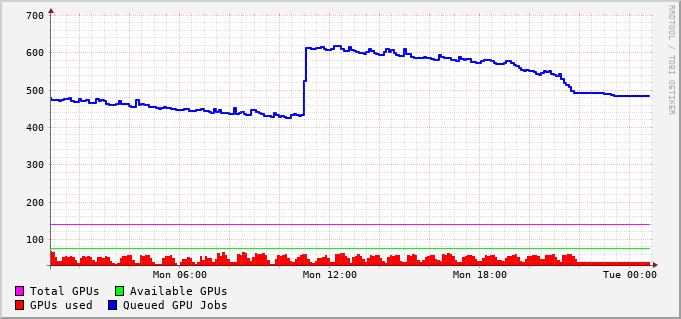 700
600
500
400
300
200
100
Mon 06:00 Mon 12:00 Mon 18:00 Tue 00:00
Total GPUs Available GPUs
GPUs used Queued GPU Jobs
RRDTOOL / TOBI OETIKER